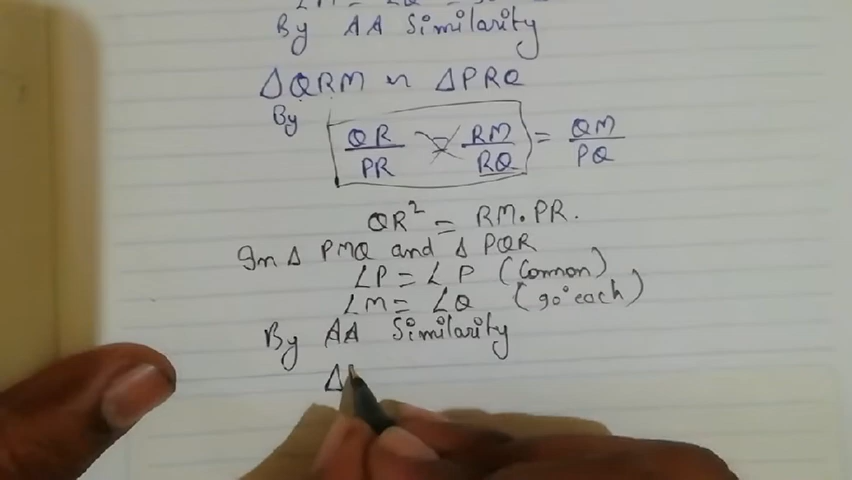 ∠M = ∠Q
By AA Similarity
ΔQRM ~ ΔPRQ
By
QR/PR = RM/RQ = QM/PQ
QR² = RM.PR.
In Δ PMQ and Δ PQR
∠P = ∠P (Common)
∠M = ∠Q (90° each)
By AA Similarity
Δ